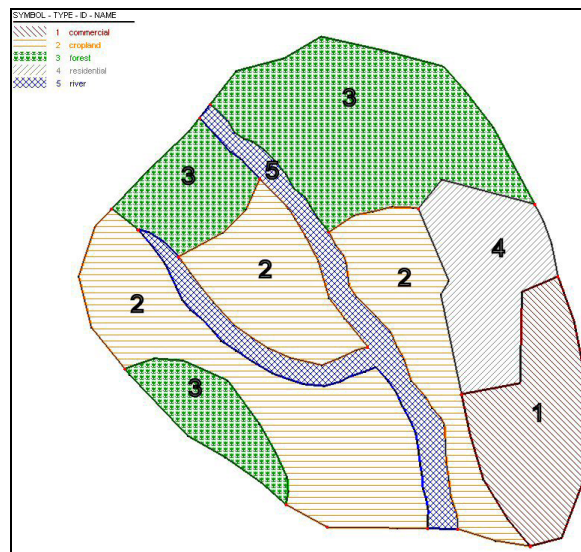 SYMBOL - TYPE - ID - NAME
1 commercial
2 cropland
3 forest
4 residential
5 river
3
3
5
4
2
2
2
3
1